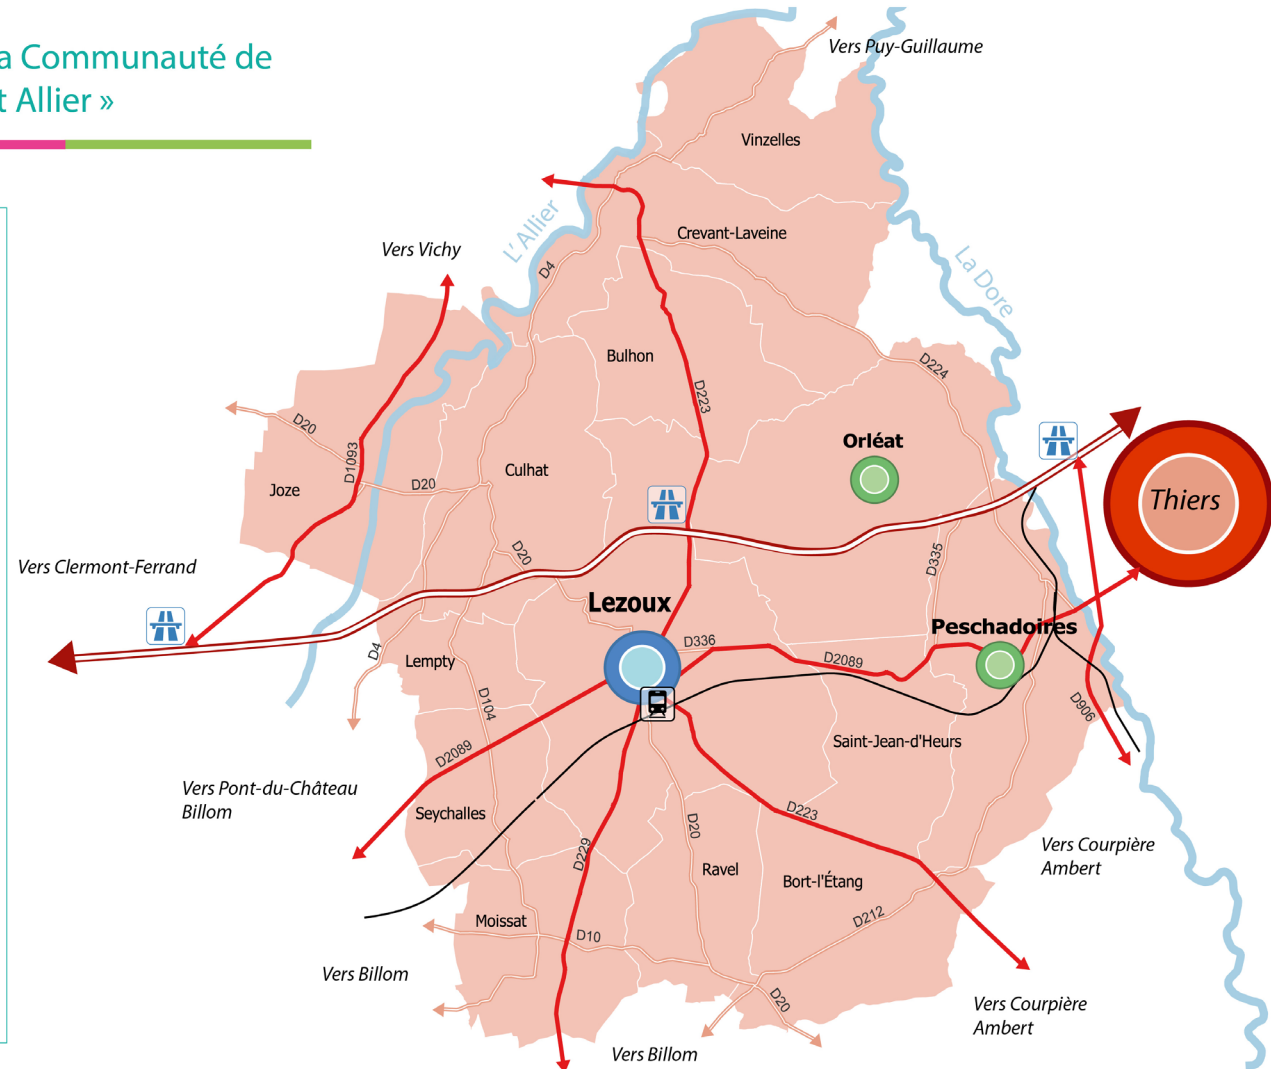 a Communauté de
t Allier »
Vers Puy-Guillaume
Vinzelles
L'Allier
Crevant-Laveine
Vers Vichy
D4
La Dore
Bulhon
D224
D223
D20
D1093
Orléat
Culhat
D20
Joze
Thiers
D20
D335
Vers Clermont-Ferrand
Lezoux
Peschadoires
D336
D4
Lempty
D2089
D104
D906
Saint-Jean-d'Heurs
D2089
Vers Pont-du-Château
Billom
Seychalles
D223
D20
Vers Courpière
Ambert
D229
Ravel
Bort-l'Étang
D212
Moissat
D10
Vers Billom
D20
Vers Courpière
Ambert
Vers Billom